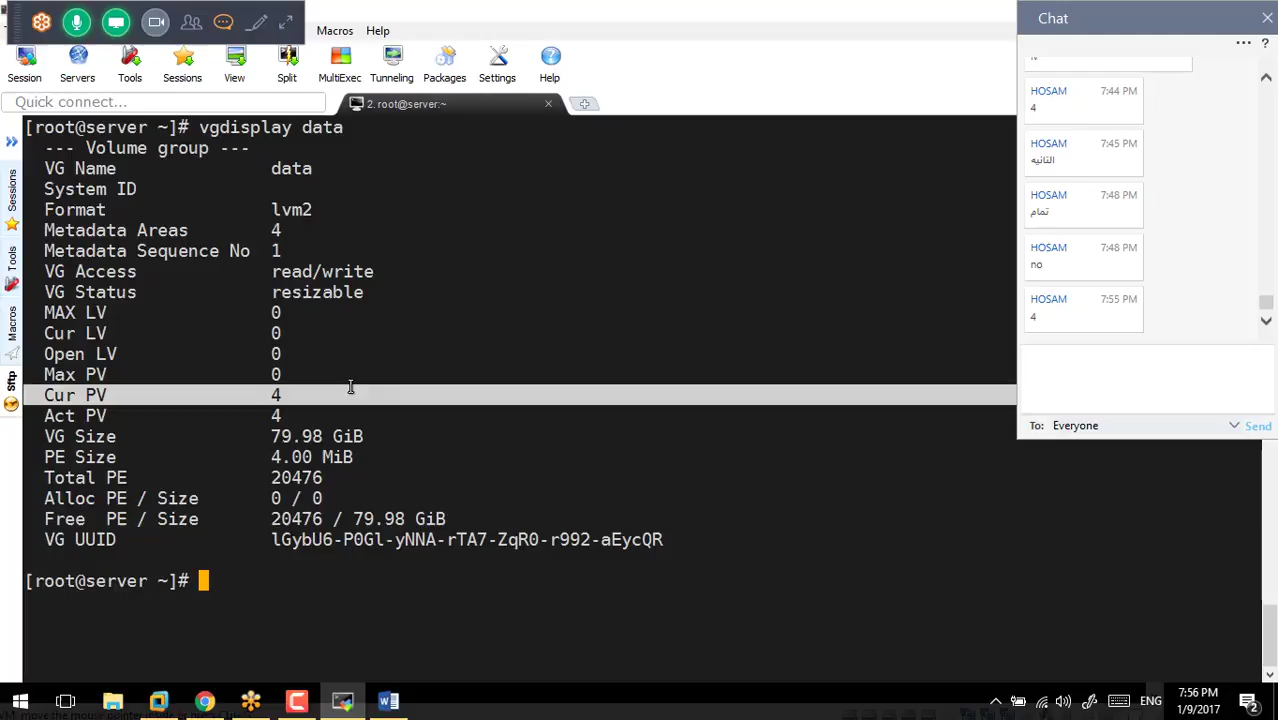 Macros Help
Session Servers Tools Sessions View Split MultiExec Tunneling Packages Settings Help
Quick connect...
2. root@server:~
Sessions
Tools
Macros
Sftp
[root@server ~]# vgdisplay data
--- Volume group ---
VG Name data
System ID
Format lvm2
Metadata Areas 4
Metadata Sequence No 1
VG Access read/write
VG Status resizable
MAX LV 0
Cur LV 0
Open LV 0
Max PV 0
Cur PV 4
Act PV 4
VG Size 79.98 GiB
PE Size 4.00 MiB
Total PE 20476
Alloc PE / Size 0 / 0
Free PE / Size 20476 / 79.98 GiB
VG UUID lGybU6-P0Gl-yNNA-rTA7-ZqR0-r992-aEycQR
[root@server ~]#
Chat
HOSAM 7:44 PM
4
HOSAM 7:45 PM
التانيه
HOSAM 7:48 PM
تمام
HOSAM 7:48 PM
no
HOSAM 7:55 PM
4
To: Everyone Send
ENG
7:56 PM
1/9/2017
2